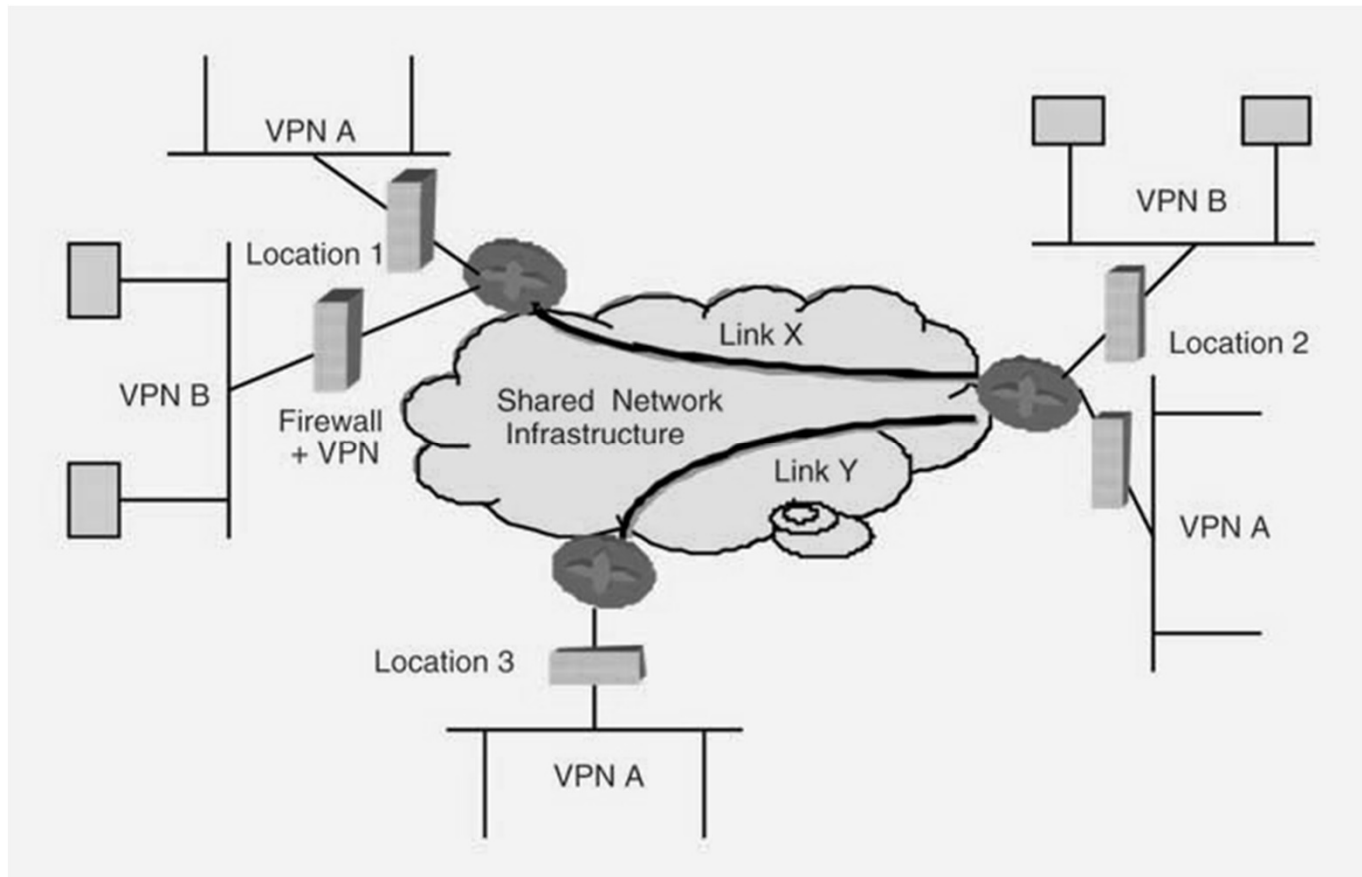 VPN A
VPN B
Location 1
Link X
Location 2
VPN B
Shared Network
Infrastructure
Firewall
+ VPN
Link Y
VPN A
Location 3
VPN A